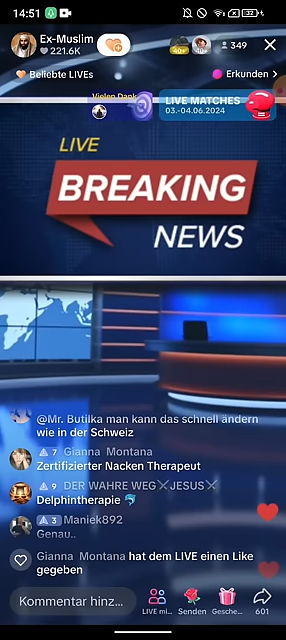 14:51
32
Ex-Muslim
221.6K
40+
40+
349
Beliebte LIVEs
Erkunden >
Vielen Dank
LIVE MATCHES
03.-04.06.2024
LIVE
BREAKING
NEWS
@Mr. Butilka man kann das schnell ändern
wie in der Schweiz
7 Gianna Montana
Zertifizierter Nacken Therapeut
9 DER WAHRE WEG⚔JESUS⚔
Delphintherapie 🐬
3 Maniek892
Genau..
Gianna Montana hat dem LIVE einen Like
gegeben
Kommentar hinz...
LIVE mi...
Senden
Gesche...
601